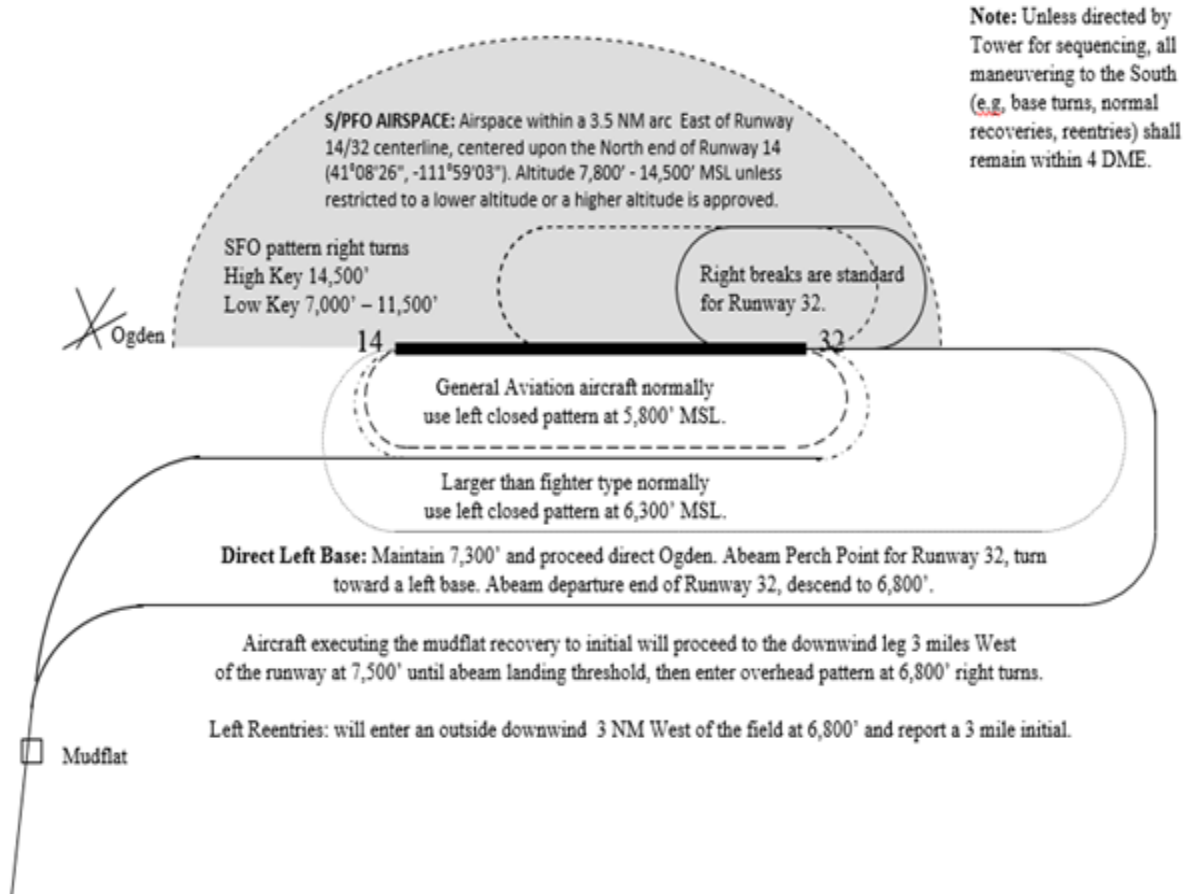 Note: Unless directed by
Tower for sequencing, all
maneuvering to the South
(e.g, base turns, normal
recoveries, reentries) shall
remain within 4 DME.
S/PFO AIRSPACE: Airspace within a 3.5 NM arc East of Runway
14/32 centerline, centered upon the North end of Runway 14
(41⁰08'26", -111⁰59'03"). Altitude 7,800' - 14,500' MSL unless
restricted to a lower altitude or a higher altitude is approved.
SFO pattern right turns
High Key 14,500’
Low Key 7,000’ – 11,500’
Right breaks are standard
for Runway 32.
Ogden
14
32
General Aviation aircraft normally
use left closed pattern at 5,800’ MSL.
Larger than fighter type normally
use left closed pattern at 6,300’ MSL.
Direct Left Base: Maintain 7,300’ and proceed direct Ogden. Abeam Perch Point for Runway 32, turn
toward a left base. Abeam departure end of Runway 32, descend to 6,800’.
Aircraft executing the mudflat recovery to initial will proceed to the downwind leg 3 miles West
of the runway at 7,500’ until abeam landing threshold, then enter overhead pattern at 6,800’ right turns.
Left Reentries: will enter an outside downwind 3 NM West of the field at 6,800’ and report a 3 mile initial.
Mudflat